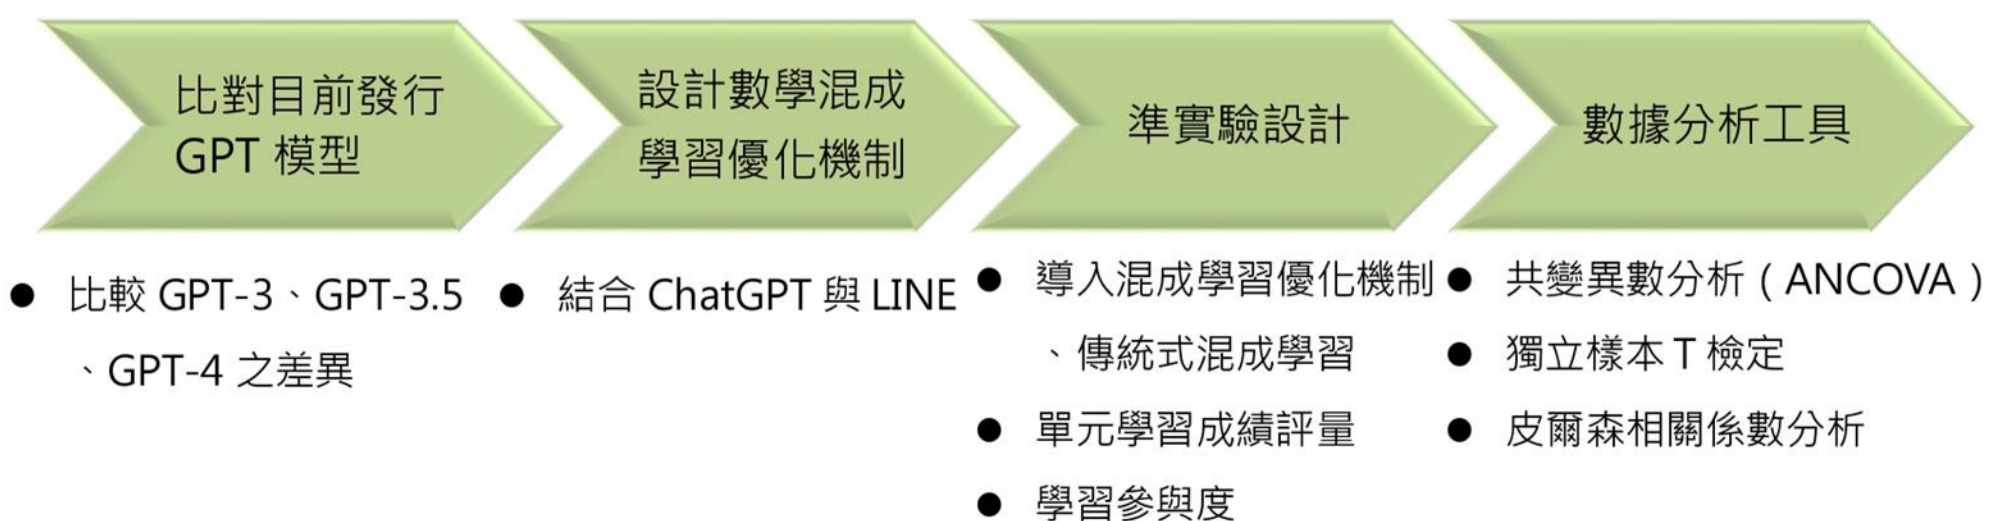 比對目前發行
GPT 模型
設計數學混成
學習優化機制
準實驗設計
數據分析工具
● 比較 GPT-3、GPT-3.5
、GPT-4 之差異
● 結合 ChatGPT 與 LINE
● 導入混成學習優化機制
、傳統式混成學習
● 單元學習成績評量
● 學習參與度
● 共變異數分析（ANCOVA）
● 獨立樣本 T 檢定
● 皮爾森相關係數分析